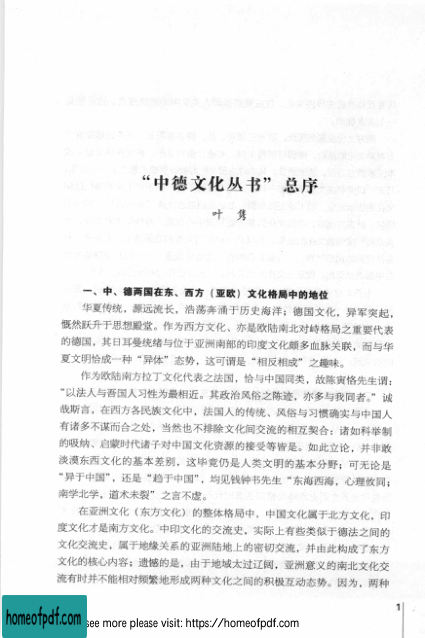 “中德文化丛书”总序
叶隽
一、中、德两国在东、西方（亚欧）文化格局中的地位
华夏传统，源远流长，浩荡奔涌于历史海洋；德国文化，异军突起，
慨然跃升于思想殿堂。作为西方文化、亦是欧陆南北对峙格局之重要代表
的德国，其日耳曼统绪与位于亚洲南部的印度文化颇多血脉关联，而与华
夏文明恰成一种“异体”态势，这可谓是“相反相成”之趣味。
作为欧陆南方拉丁文化代表之法国，恰与中国同类，故陈寅恪先生谓：
“以法人与吾国人习性为最相近。其政治风俗之陈迹，亦多与我同者。”诚
哉斯言，在西方各民族文化中，法国人的传统、风俗与习惯确实与中国人
有诸多不谋而合之处，当然也不排除文化间交流的相互契合：诸如科举制
的吸纳、启蒙时代诸子对中国文化资源的接受等皆是。如此立论，并非敢
淡漠东西文化的基本差别，这毕竟仍是人类文明的基本分野；可无论是
“异于中国”，还是“趋于中国”，均见钱钟书先生“东海西海，心理攸同；
南学北学，道术未裂”之言不虚。
在亚洲文化（东方文化）的整体格局中，中国文化属于北方文化，印
度文化才是南方文化。中印文化的交流史，实际上有些类似于德法之间的
文化交流史，属于地缘关系的亚洲陆地上的密切交流，并由此构成了东方
文化的核心内容；遗憾的是，由于地域太过辽阔，亚洲意义的南北文化交
流有时并不能相对频繁地形成两种文化之间的积极互动态势。因为，两种
1
homeofpdf.com
see more please visit: https://homeofpdf.com